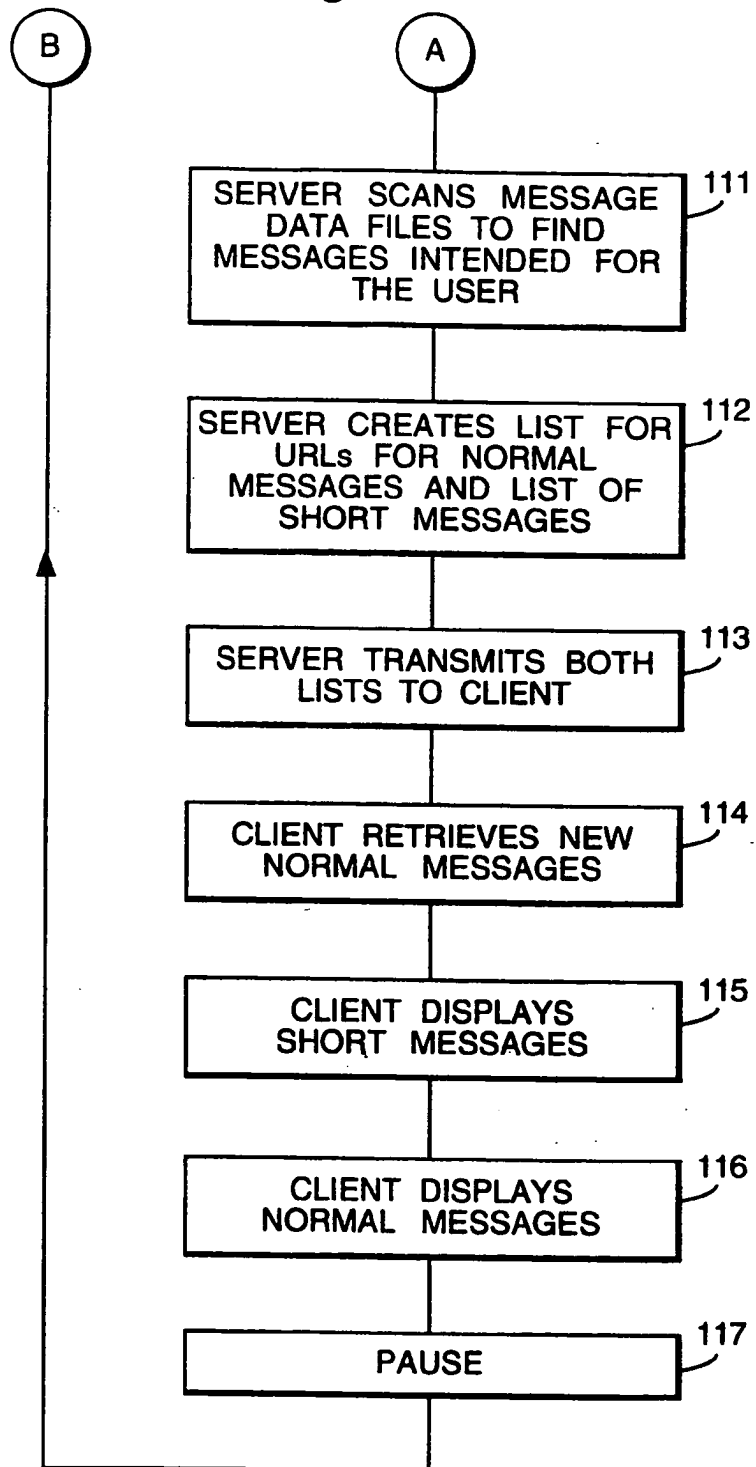 B
A
111
SERVER SCANS MESSAGE
DATA FILES TO FIND
MESSAGES INTENDED FOR
THE USER
112
SERVER CREATES LIST FOR
URLs FOR NORMAL
MESSAGES AND LIST OF
SHORT MESSAGES
113
SERVER TRANSMITS BOTH
LISTS TO CLIENT
114
CLIENT RETRIEVES NEW
NORMAL MESSAGES
115
CLIENT DISPLAYS
SHORT MESSAGES
116
CLIENT DISPLAYS
NORMAL MESSAGES
117
PAUSE